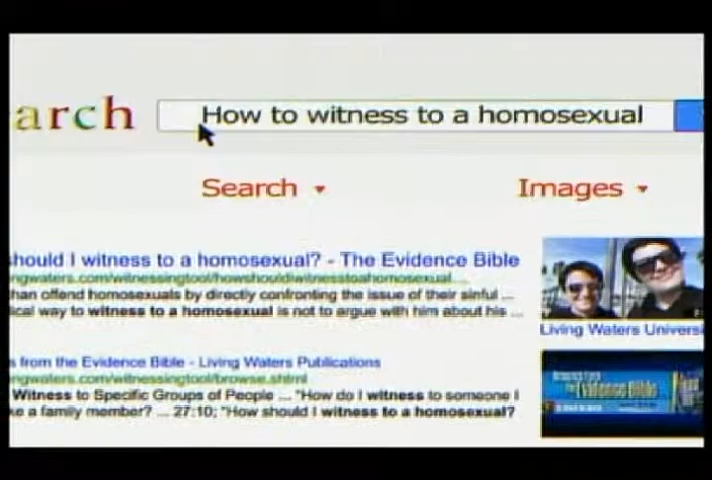 arch
How to witness to a homosexual
Search
Images
should I witness to a homosexual? - The Evidence Bible
ngwaters.com/witnessingtool/howshouldiwitnesstoahomosexual...
han offend homosexuals by directly confronting the issue of their sinful ...
ical way to witness to a homosexual is not to argue with him about his ...
Living Waters Universi
s from the Evidence Bible - Living Waters Publications
ngwaters.com/witnessingtool/browse.shtml
Witness to Specific Groups of People ... "How do I witness to someone I
e a family member? ... 27:10; "How should I witness to a homosexual?
The Evidence Bible